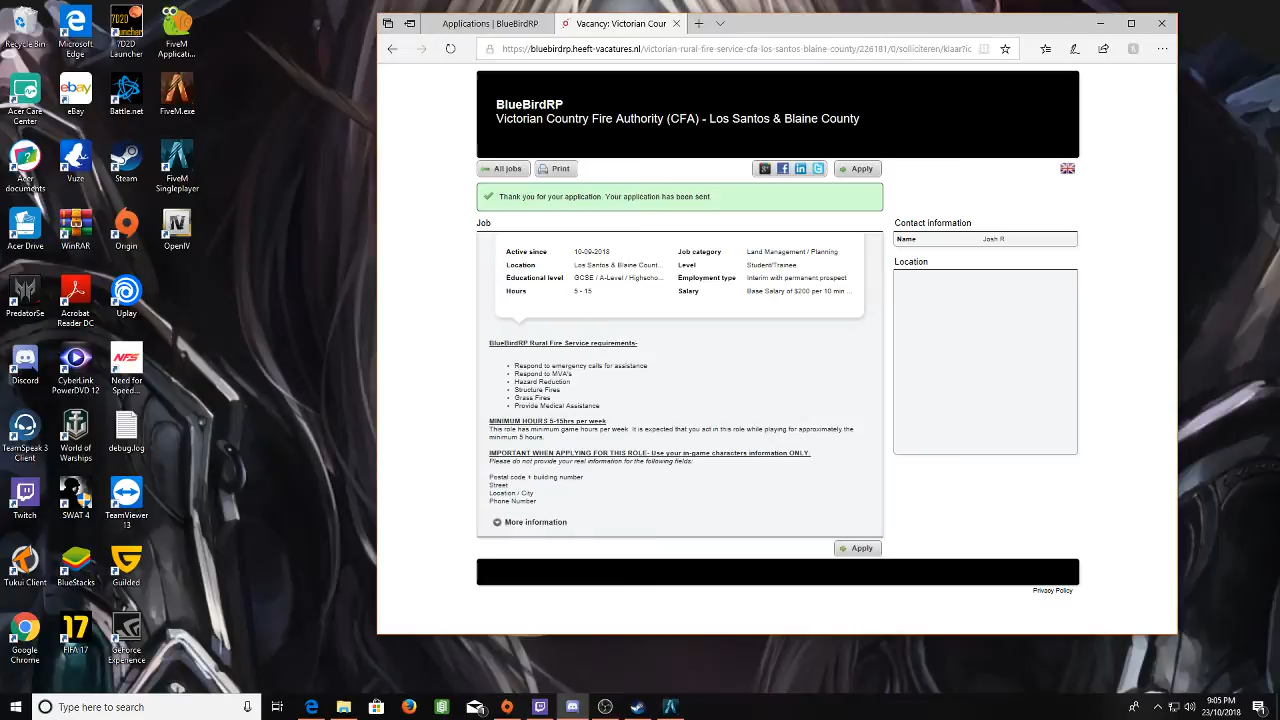 Recycle Bin
Microsoft Edge
7D2D Launcher
FiveM Applicati...
Acer Care Center
eBay
Battle.net
FiveM.exe
Acer documents
Vuze
Steam
FiveM Singleplayer
Acer Drive
WinRAR
Origin
OpenIV
PredatorSe...
Acrobat Reader DC
Uplay
Discord
CyberLink PowerDVD 12
Need for Speed...
TeamSpeak 3 Client
World of Warships
debug.log
Twitch
SWAT 4
TeamViewer 13
Tukui Client
BlueStacks
Guilded
Google Chrome
FIFA 17
GeForce Experience
Applications | BlueBirdRP
Vacancy: Victorian Cour
https://bluebirdrp.heeft-vacatures.nl/victorian-rural-fire-service-cfa-los-santos-blaine-county/226181/0/solliciteren/klaar?ic
BlueBirdRP
Victorian Country Fire Authority (CFA) - Los Santos & Blaine County
All jobs
Print
Apply
Thank you for your application. Your application has been sent.
Job
Active since 10-09-2018 Job category Land Management / Planning
Location Los Santos & Blaine Count... Level Student/Trainee
Educational level GCSE / A-Level / Highscho... Employment type Interim with permanent prospect
Hours 5 - 15 Salary Base Salary of $200 per 10 min ...
BlueBirdRP Rural Fire Service requirements-
• Respond to emergency calls for assistance
• Respond to MVA's
• Hazard Reduction
• Structure Fires
• Grass Fires
• Provide Medical Assistance
MINIMUM HOURS 5-15hrs per week
This role has minimum game hours per week. It is expected that you act in this role while playing for approximately the
minimum 5 hours.
IMPORTANT WHEN APPLYING FOR THIS ROLE- Use your in-game characters information ONLY.
Please do not provide your real information for the following fields:
Postal code + building number
Street
Location / City
Phone Number
More information
Apply
Contact information
Name Josh R
Location
Privacy Policy
Type here to search
9:05 PM
23/10/2018